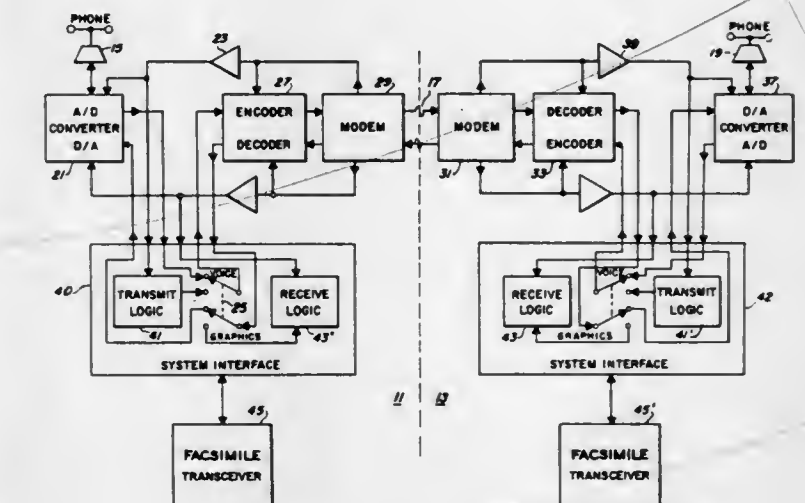 PHONE
15
23
A/D
CONVERTER
D/A
21
27
ENCODER
DECODER
29
MODEM
17
MODEM
31
DECODER
ENCODER
33
PHONE
19
37
D/A
CONVERTER
A/D
40
TRANSMIT
LOGIC
41
VOICE
25
GRAPHICS
RECEIVE
LOGIC
43'
SYSTEM INTERFACE
11
13
RECEIVE
LOGIC
43
VOICE
GRAPHICS
TRANSMIT
LOGIC
41'
42
SYSTEM INTERFACE
45
FACSIMILE
TRANSCEIVER
45'
FACSIMILE
TRANSCEIVER